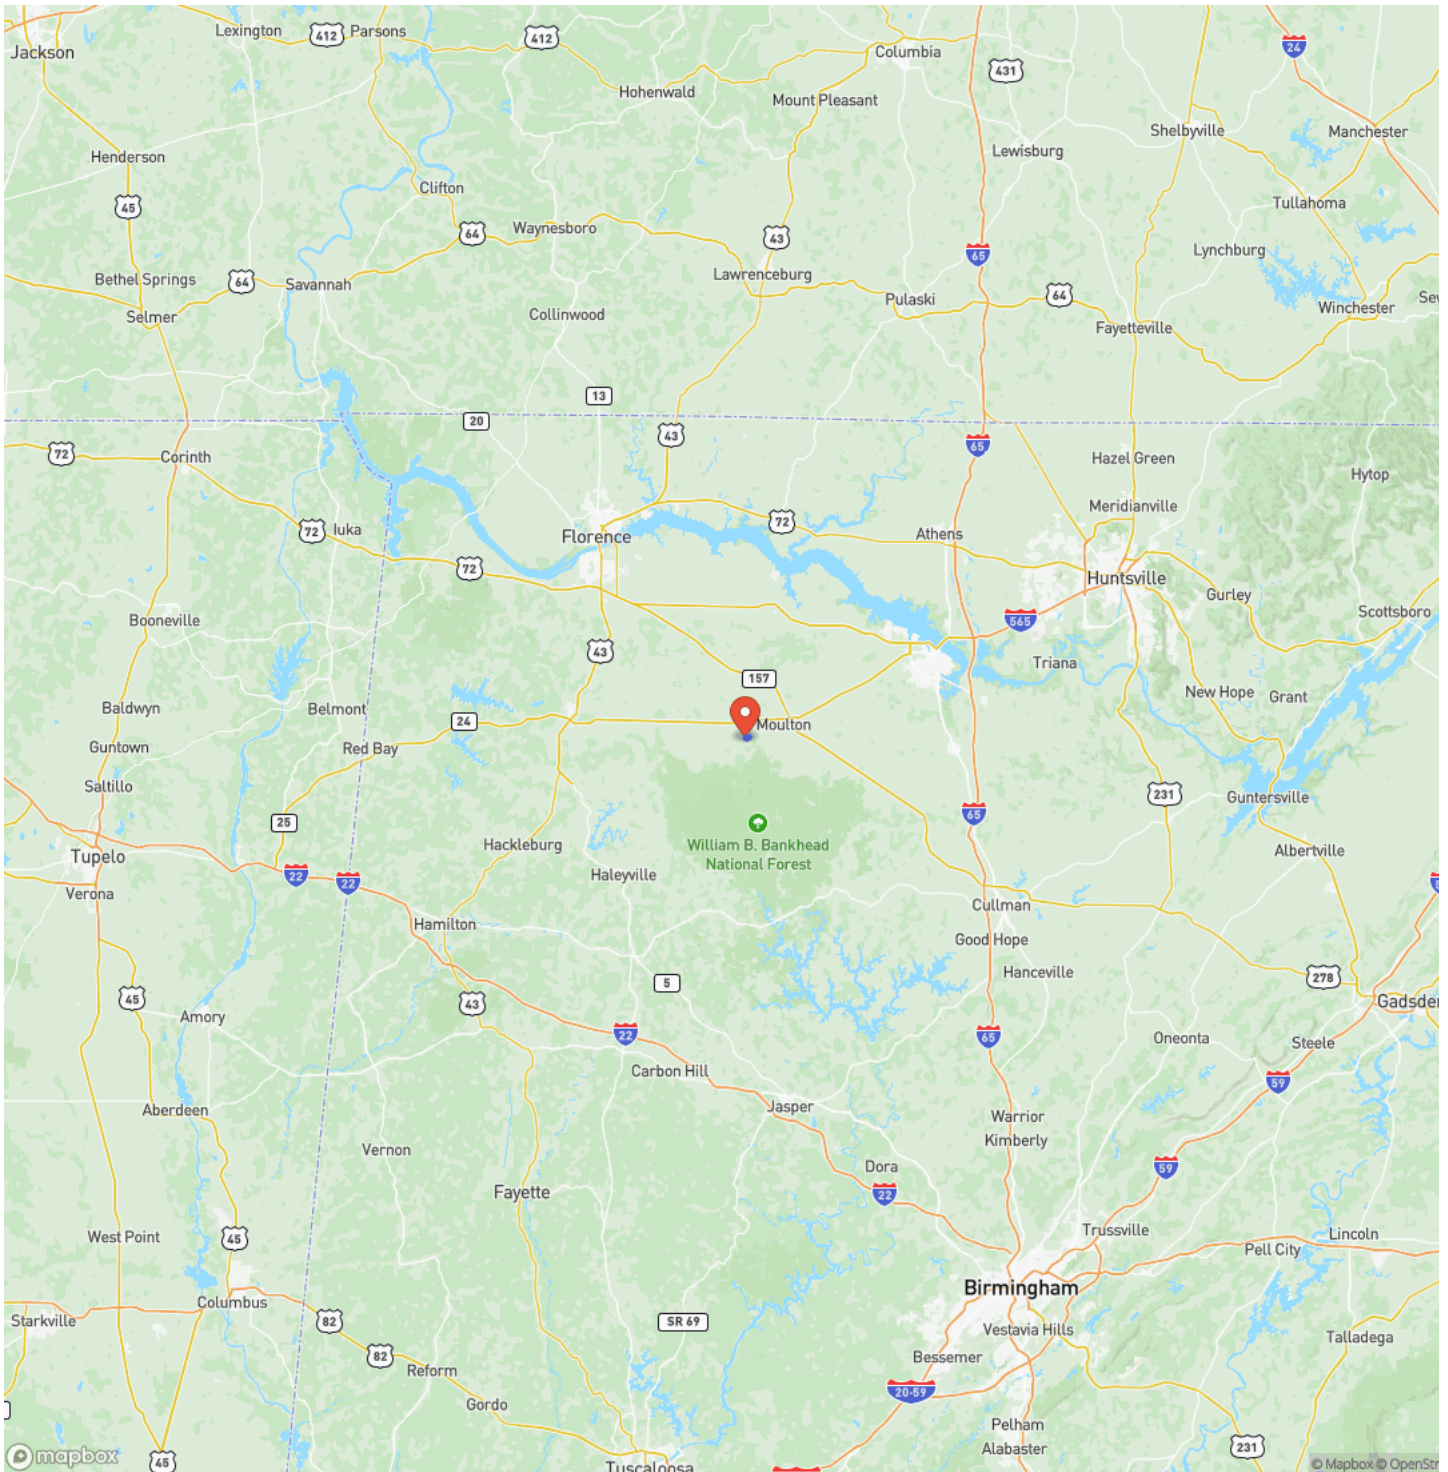 Lexington
412
Parsons
412
Columbia
24
Jackson
431
Hohenwald
Mount Pleasant
Shelbyville
Manchester
Lewisburg
Henderson
Clifton
45
Tullahoma
Waynesboro
64
43
Lynchburg
65
Bethel Springs
64
Savannah
Lawrenceburg
Pulaski
64
Winchester
Selmer
Collinwood
Fayetteville
13
20
43
65
72
Corinth
Hazel Green
Hytop
Meridianville
72
Iuka
72
Florence
Athens
72
Huntsville
Gurley
Booneville
565
Scottsboro
43
Triana
157
New Hope
Grant
Baldwyn
Belmont
24
Moulton
Guntown
Red Bay
Saltillo
231
Guntersville
65
25
Hackleburg
William B. Bankhead
National Forest
Albertville
Tupelo
22
22
Haleyville
Verona
Cullman
Hamilton
Good Hope
Hanceville
278
5
45
43
Gadsden
Amory
22
65
Oneonta
Steele
Carbon Hill
59
Aberdeen
Jasper
Warrior
Kimberly
Vernon
Dora
59
Fayette
22
Trussville
West Point
45
Lincoln
Pell City
Birmingham
Columbus
Starkville
82
SR 69
Vestavia Hills
Talladega
82
Bessemer
Reform
20-59
Gordo
Pelham
231
Alabaster
mapbox
45
Tuscaloosa
© Mapbox © OpenStr